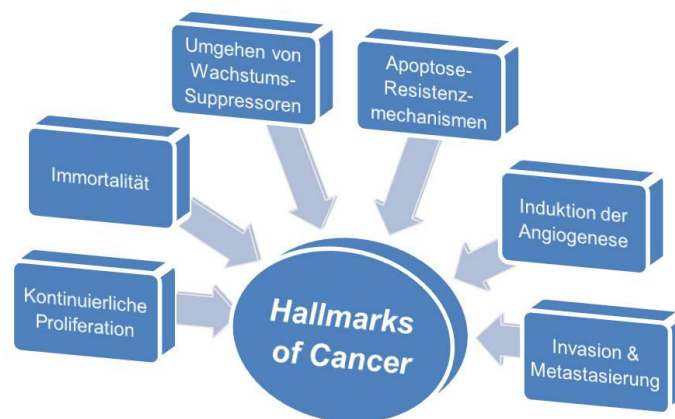 Umgehen von
Wachstums-
Suppressoren
Apoptose-
Resistenz-
mechanismen
Immortalität
Induktion der
Angiogenese
Kontinuierliche
Proliferation
Invasion &
Metastasierung
Hallmarks
of Cancer